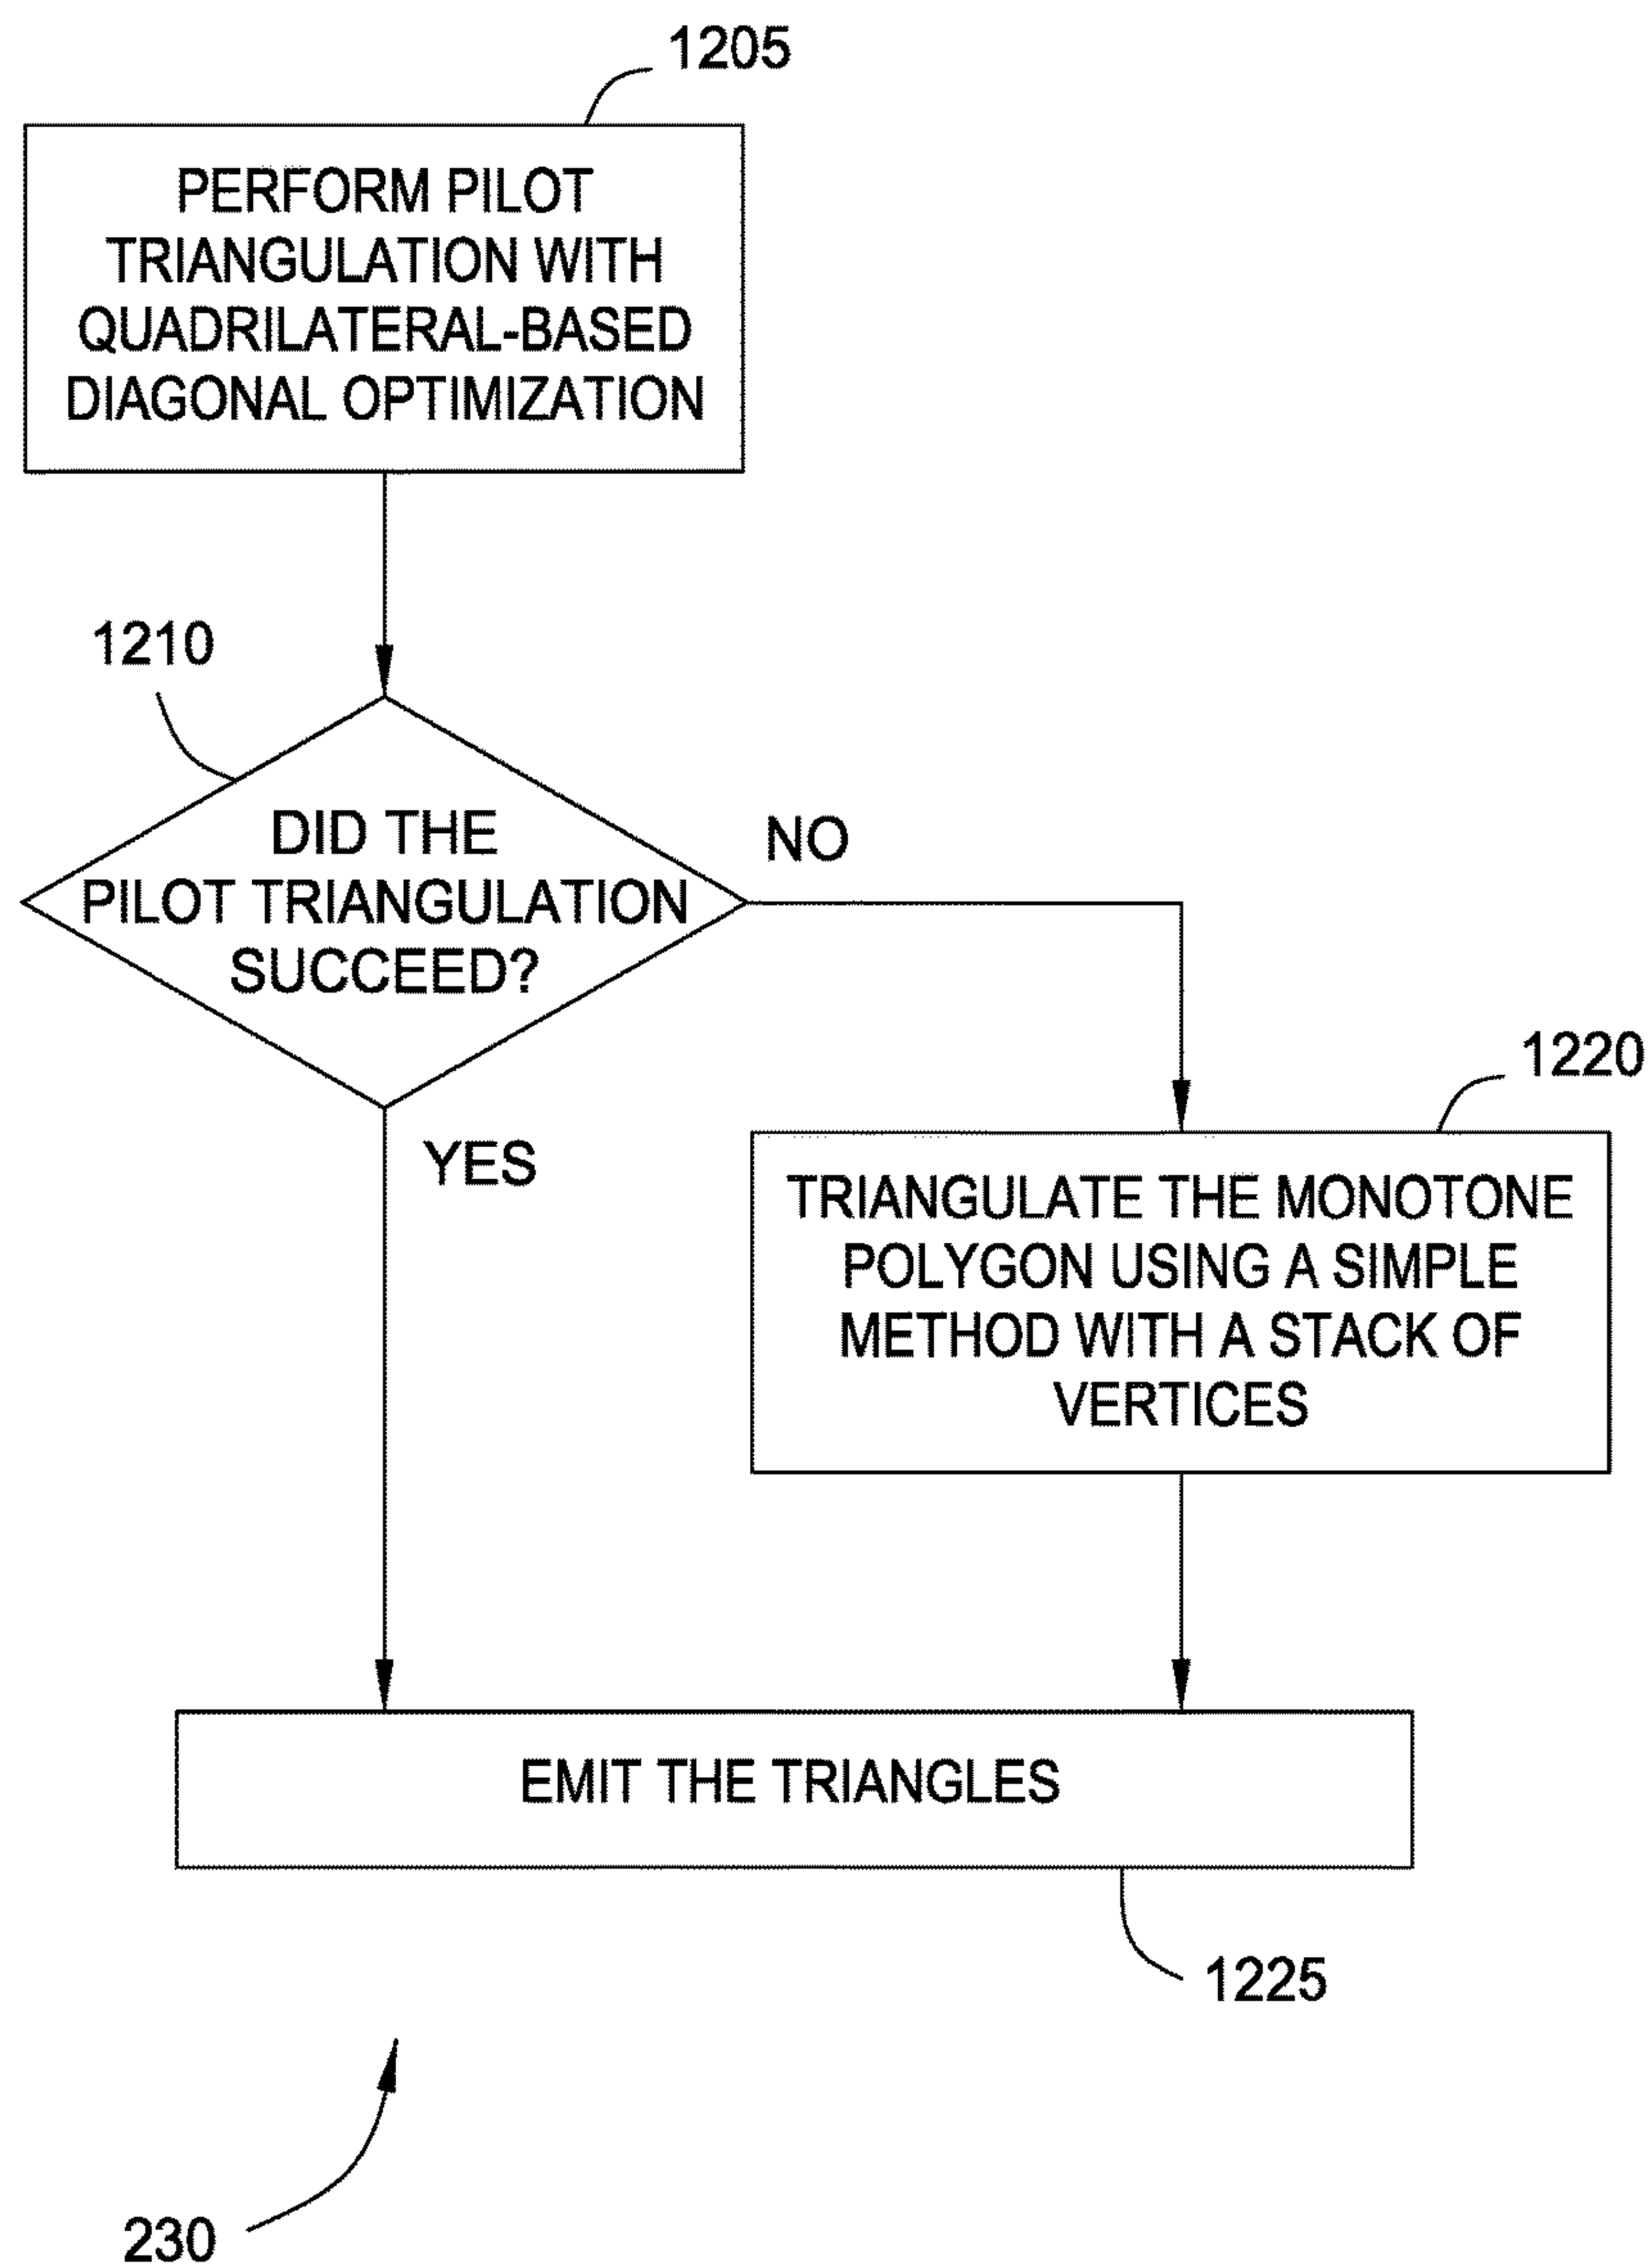 1205
PERFORM PILOT
TRIANGULATION WITH
QUADRILATERAL-BASED
DIAGONAL OPTIMIZATION
1210
DID THE
PILOT TRIANGULATION
SUCCEED?
NO
YES
1220
TRIANGULATE THE MONOTONE
POLYGON USING A SIMPLE
METHOD WITH A STACK OF
VERTICES
EMIT THE TRIANGLES
1225
230